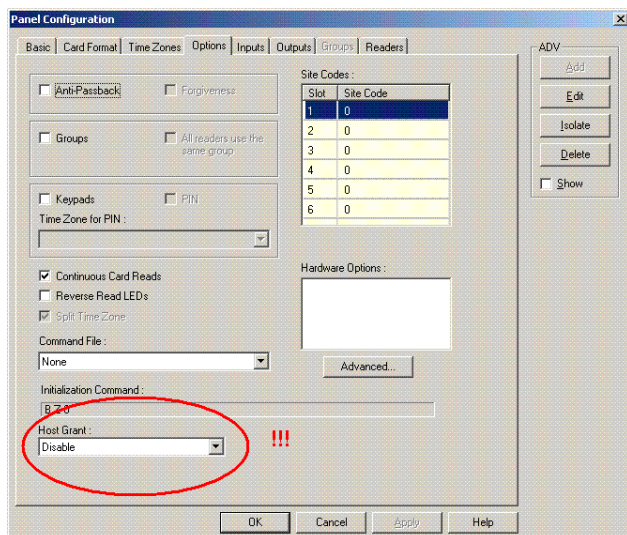 Panel Configuration
Basic Card Format Time Zones Options Inputs Outputs Groups Readers
Anti-Passback Forgiveness
Groups All readers use the
same group
Keypads PIN
Time Zone for PIN :
Continuous Card Reads
Reverse Read LEDs
Split Time Zone
Command File :
None
Initialization Command :
Host Grant :
Disable
!!!
Site Codes :
Slot Site Code
1 0
2 0
3 0
4 0
5 0
6 0
Hardware Options :
Advanced...
ADV
Add
Edit
Isolate
Delete
Show
OK Cancel Apply Help